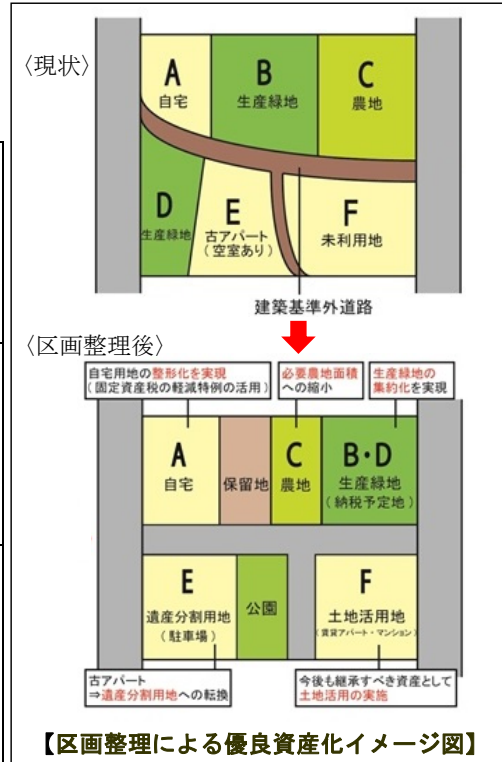 〈現状〉
A
自宅
B
生産緑地
C
農地
D
生産緑地
E
古アパート
(空室あり)
F
未利用地
建築基準外道路
〈区画整理後〉
自宅用地の整形化を実現
(固定資産税の軽減特例の活用)
必要農地面積
への縮小
生産緑地の
集約化を実現
A
自宅
保留地
C
農地
B・D
生産緑地
(納税予定地)
E
遺産分割用地
(駐車場)
公園
F
土地活用地
(賃貸アパート・マンション)
古アパート
⇒遺産分割用地への転換
今後も継承すべき資産として
土地活用の実施
【区画整理による優良資産化イメージ図】